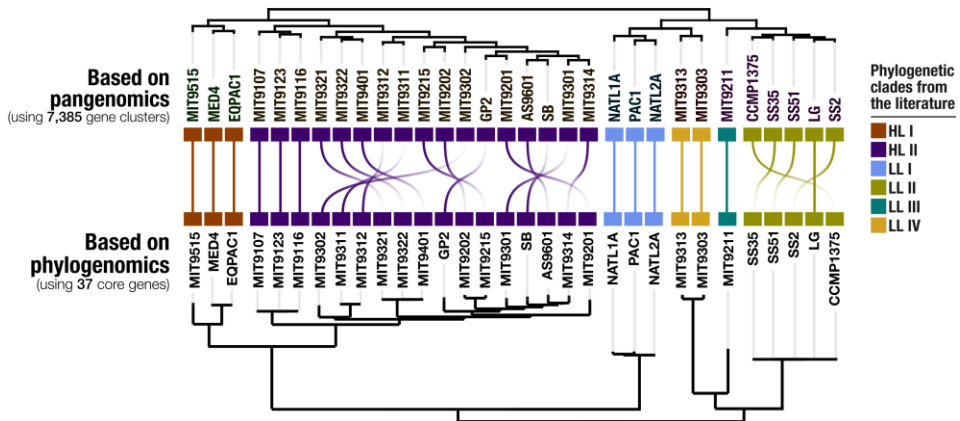 Based on
pangenomics
(using 7,385 gene clusters)
MIT9515
MED4
EQPAC1
MIT9107
MIT9123
MIT9116
MIT9321
MIT9322
MIT9401
MIT9312
MIT9311
MIT9215
MIT9202
MIT9302
GP2
MIT9201
AS9601
SB
MIT9301
MIT9314
NATL1A
PAC1
NATL2A
MIT9313
MIT9303
MIT9211
CCMP1375
SS35
SS51
LG
SS2
Phylogenetic
clades from
the literature
HL I
HL II
LL I
LL II
LL III
LL IV
Based on
phylogenomics
(using 37 core genes)
MIT9515
MED4
EQPAC1
MIT9107
MIT9123
MIT9116
MIT9302
MIT9311
MIT9312
MIT9321
MIT9322
MIT9401
GP2
MIT9202
MIT9215
MIT9301
SB
AS9601
MIT9314
MIT9201
NATL1A
PAC1
NATL2A
MIT9313
MIT9303
MIT9211
SS35
SS51
SS2
LG
CCMP1375